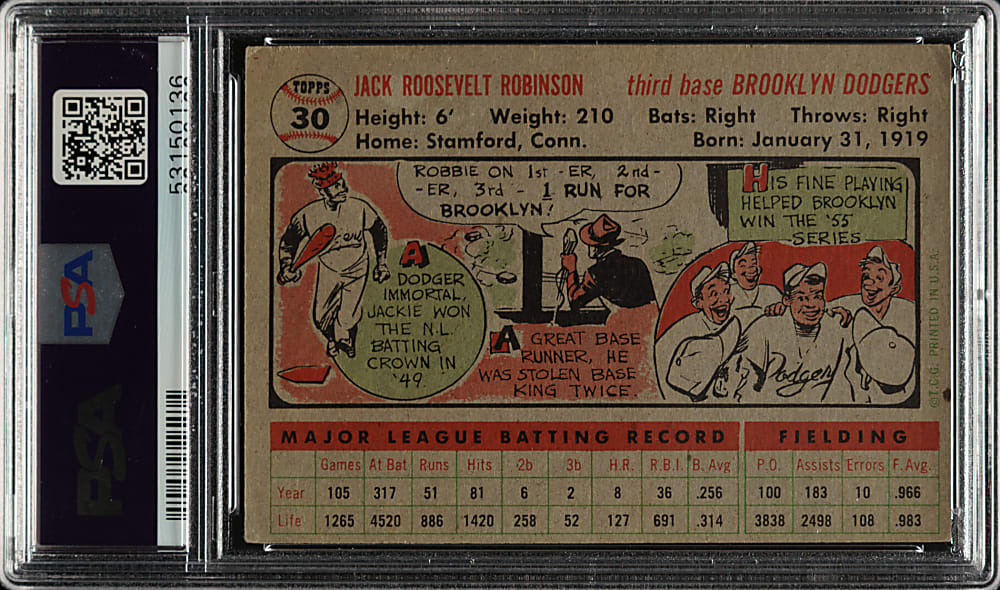 53150136
PSA
PSA
TOPPS
30
JACK ROOSEVELT ROBINSON third base BROOKLYN DODGERS
Height: 6' Weight: 210 Bats: Right Throws: Right
Home: Stamford, Conn. Born: January 31, 1919
ROBBIE ON 1st-ER, 2nd-
-ER, 3rd - 1 RUN FOR
BROOKLYN!
HIS FINE PLAYING
HELPED BROOKLYN
WIN THE '55
SERIES
A
DODGER
IMMORTAL,
JACKIE WON
THE N.L.
BATTING
CROWN IN
'49.
A GREAT BASE
RUNNER, HE
WAS STOLEN BASE
KING TWICE.
Dodgers
© T.C.G. PRINTED IN U.S.A.
MAJOR LEAGUE BATTING RECORD FIELDING
Games At Bat Runs Hits 2b 3b H.R. R.B.I. B. Avg P.O. Assists Errors F. Avg.
Year 105 317 51 81 6 2 8 36 .256 100 183 10 .966
Life 1265 4520 886 1420 258 52 127 691 .314 3838 2498 108 .983